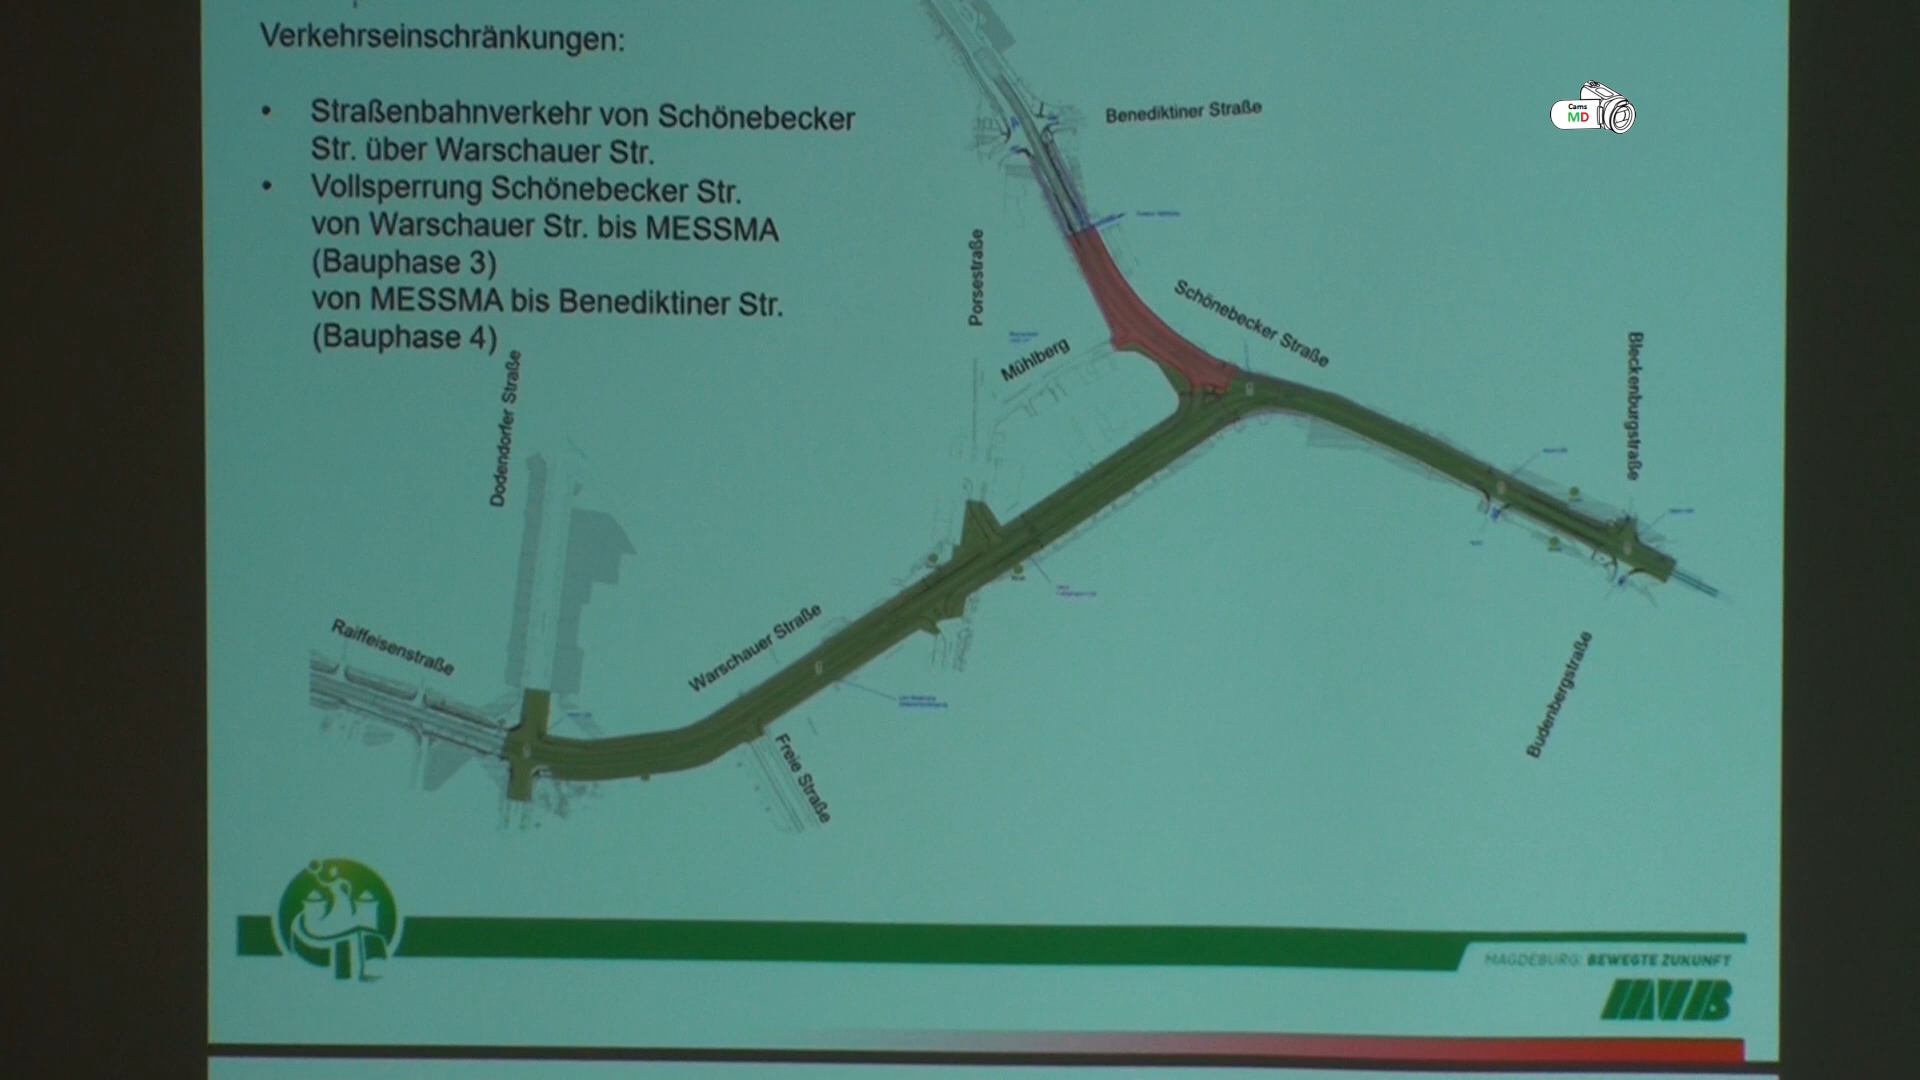 Verkehrseinschränkungen:
• Straßenbahnverkehr von Schönebecker
Str. über Warschauer Str.
• Vollsperrung Schönebecker Str.
von Warschauer Str. bis MESSMA
(Bauphase 3)
von MESSMA bis Benediktiner Str.
(Bauphase 4)
Benediktiner Straße
Cams
MD
Porsestraße
Schönebecker Straße
Mühlberg
Bleckenburgstraße
Dodendorfer Straße
Raiffeisenstraße
Warschauer Straße
Freie Straße
Budenbergstraße
MAGDEBURG: BEWEGTE ZUKUNFT
MVB